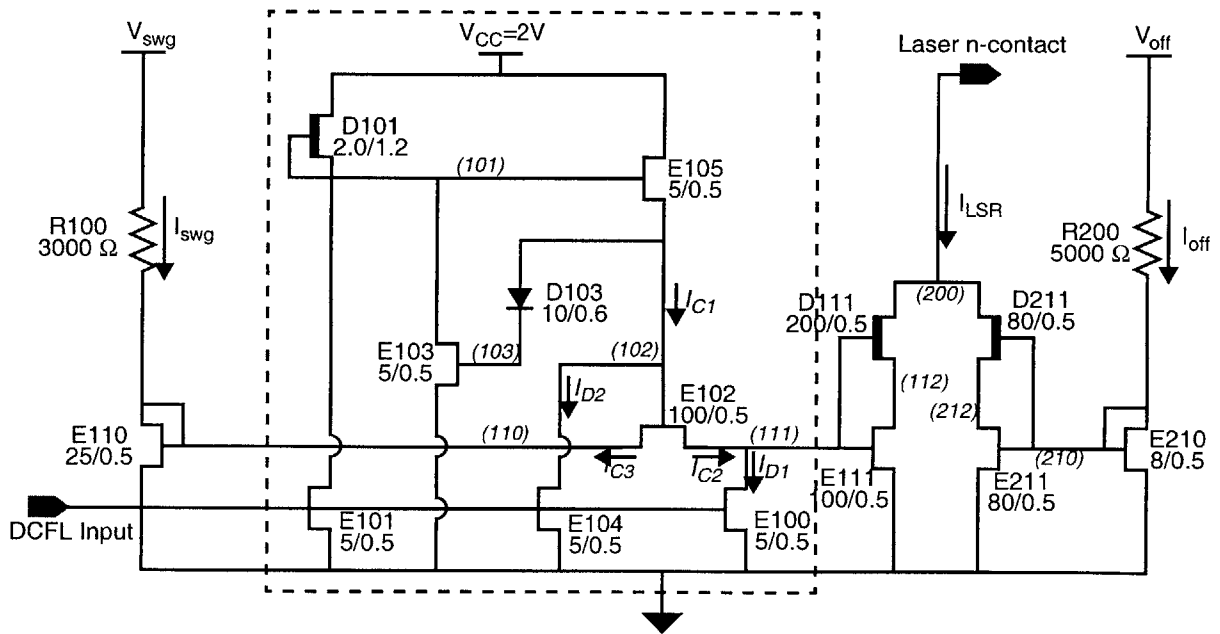 V_swg
V_CC=2V
Laser n-contact
V_off
D101
2.0/1.2
(101)
E105
5/0.5
R100
3000 Ω
I_swg
I_LSR
R200
5000 Ω
I_off
D103
10/0.6
I_C1
D111
200/0.5
(200)
D211
80/0.5
E103
5/0.5
(103)
(102)
I_D2
E102
100/0.5
(112)
(212)
E110
25/0.5
(110)
I_C3
I_C2
(111)
I_D1
E111
100/0.5
E211
80/0.5
(210)
E210
8/0.5
DCFL Input
E101
5/0.5
E104
5/0.5
E100
5/0.5